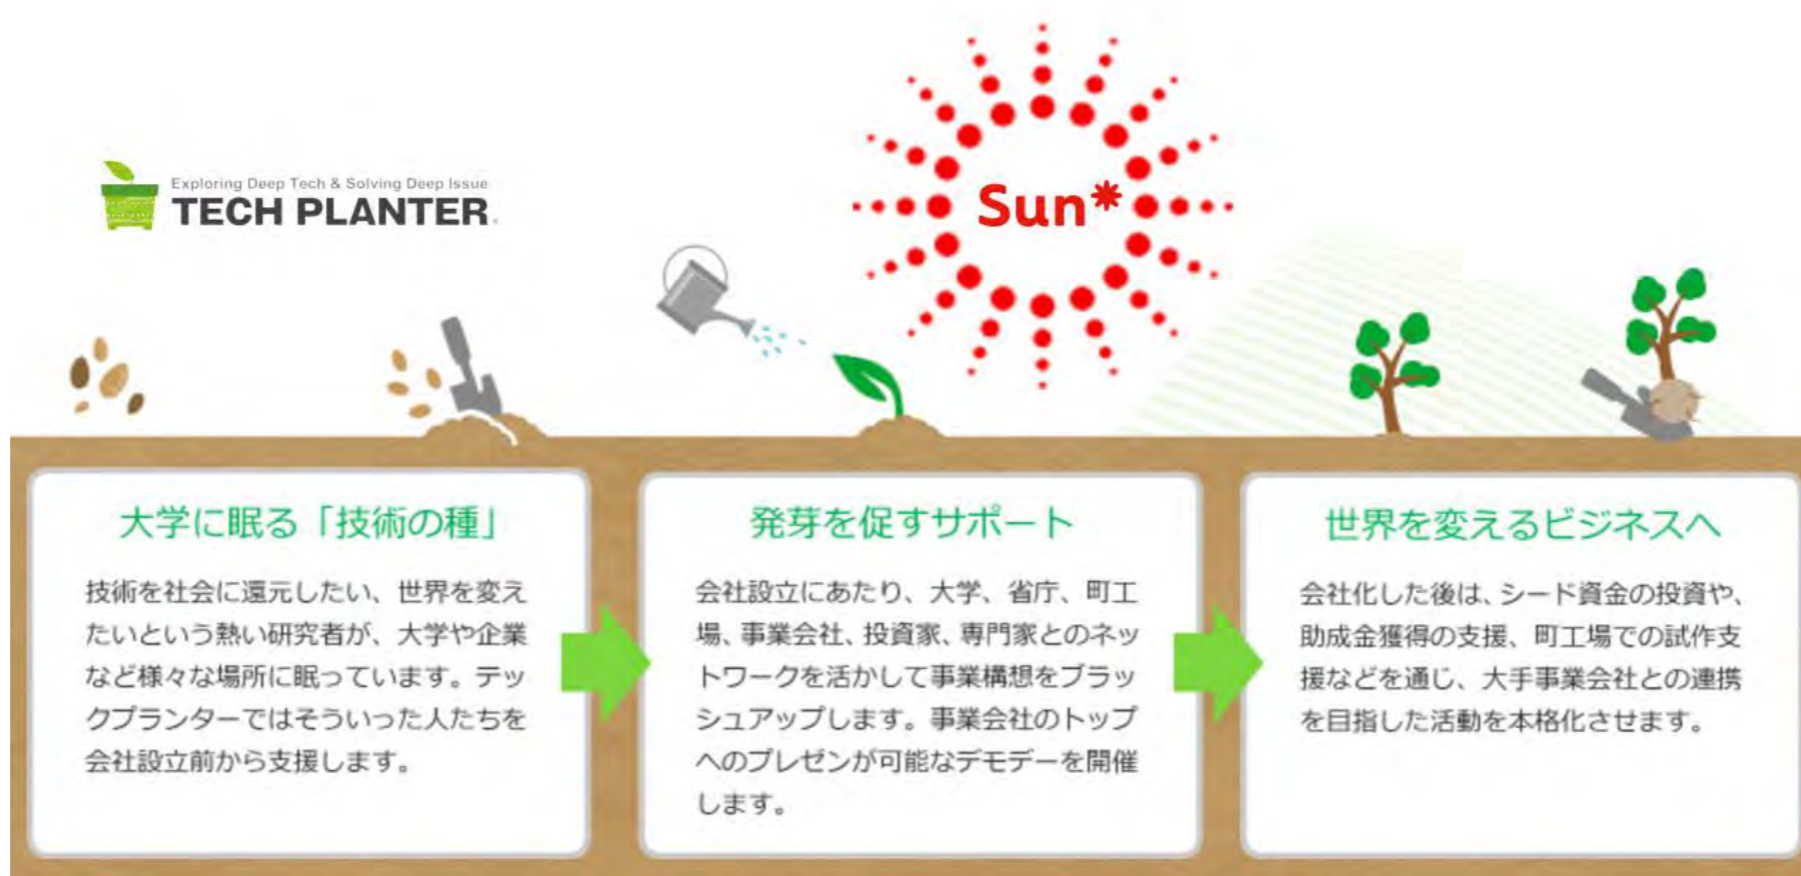 Exploring Deep Tech & Solving Deep Issue
TECH PLANTER.
Sun*
大学に眠る「技術の種」
技術を社会に還元したい、世界を変え
たいという熱い研究者が、大学や企業
など様々な場所に眠っています。テッ
クプランターではそういった人たちを
会社設立前から支援します。
発芽を促すサポート
会社設立にあたり、大学、省庁、町工
場、事業会社、投資家、専門家とのネッ
トワークを活かして事業構想をブラッ
シュアップします。事業会社のトップ
へのプレゼンが可能なデモデーを開催
します。
世界を変えるビジネスへ
会社化した後は、シード資金の投資や、
助成金獲得の支援、町工場での試作支
援などを通じ、大手事業会社との連携
を目指した活動を本格化させます。